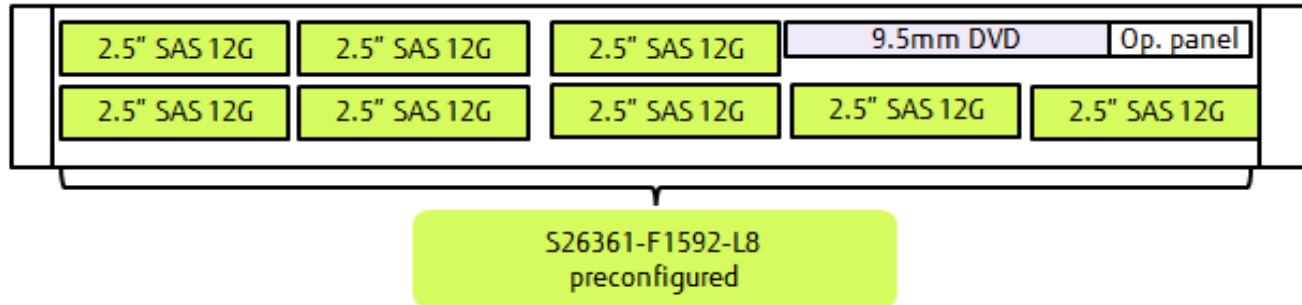 2.5” SAS 12G 2.5” SAS 12G 2.5” SAS 12G 9.5mm DVD Op. panel
2.5” SAS 12G 2.5” SAS 12G 2.5” SAS 12G 2.5” SAS 12G 2.5” SAS 12G
S26361-F1592-L8
preconfigured